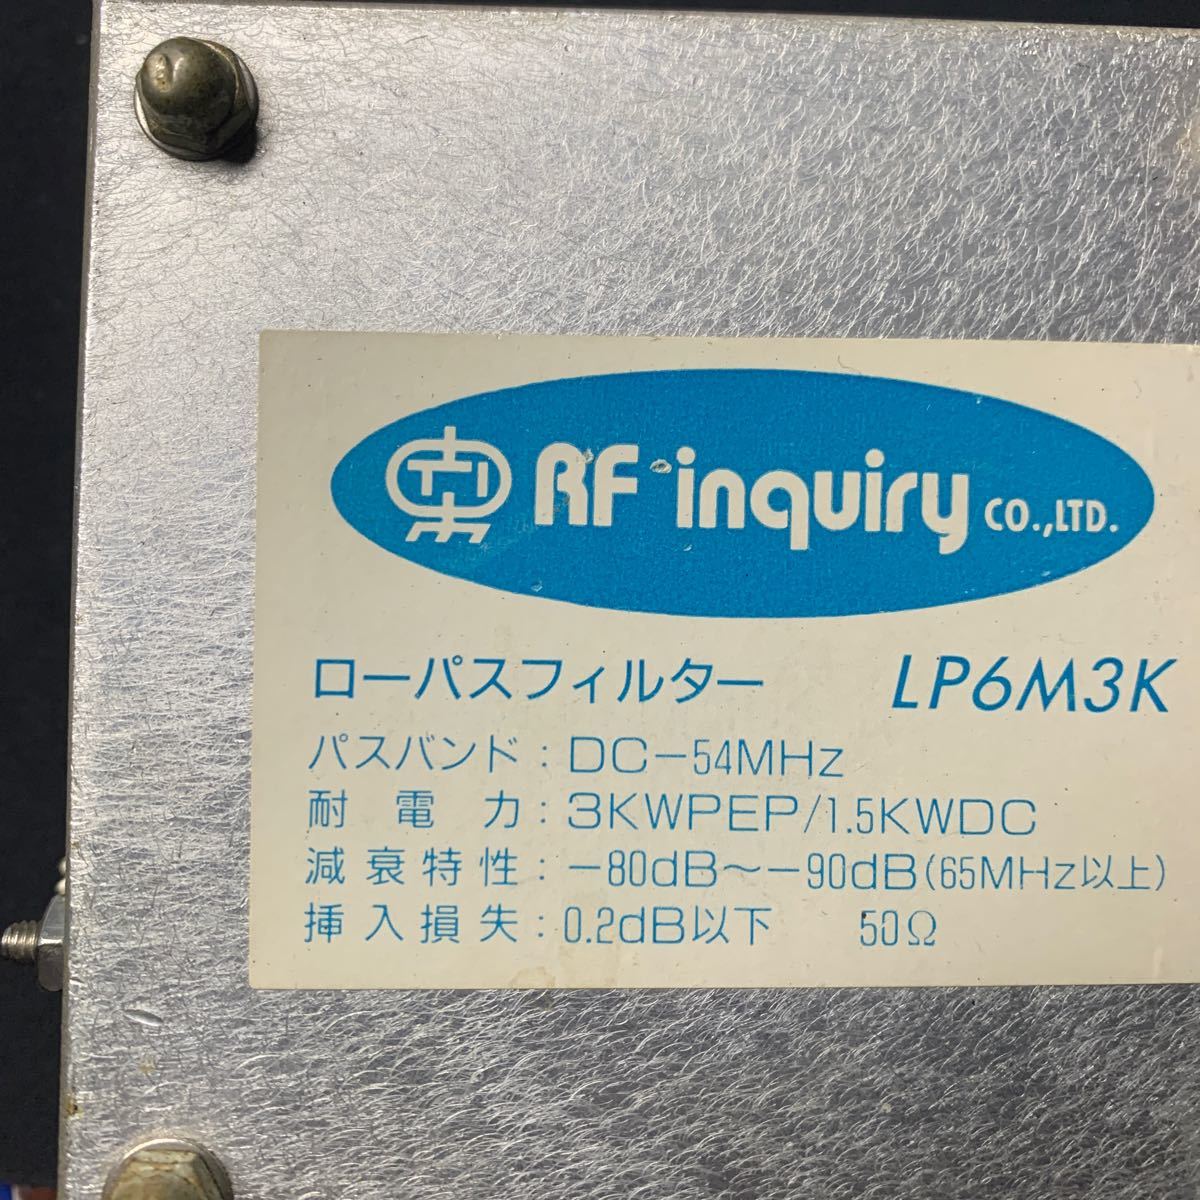 RF inquiry CO.,LTD.
ローパスフィルター LP6M3K
パスバンド : DC-54MHz
耐電力 : 3KWPEP/1.5KWDC
減衰特性 : -80dB～-90dB(65MHz以上)
挿入損失 : 0.2dB以下 50Ω